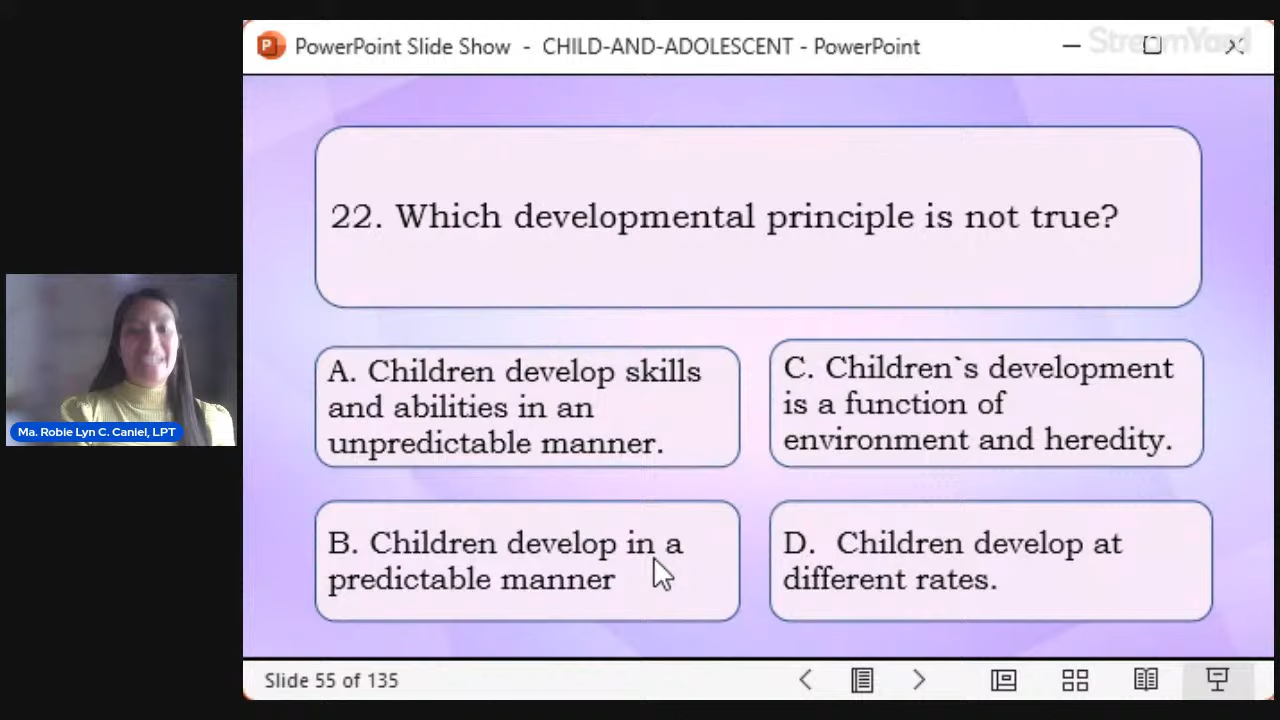 PowerPoint Slide Show - CHILD-AND-ADOLESCENT - PowerPoint
StreamYard
22. Which developmental principle is not true?
A. Children develop skills
and abilities in an
unpredictable manner.
C. Children`s development
is a function of
environment and heredity.
B. Children develop in a
predictable manner
D. Children develop at
different rates.
Ma. Robie Lyn C. Caniel, LPT
Slide 55 of 135